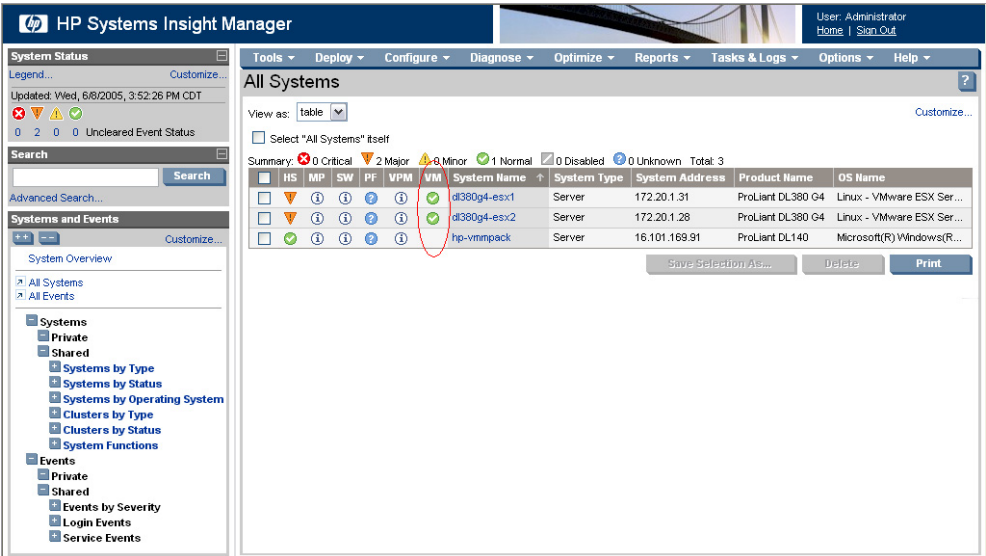 HP Systems Insight Manager
User: Administrator
Home | Sign Out
System Status
Legend... Customize...
Updated: Wed, 6/8/2005, 3:52:26 PM CDT
0 2 0 0 Uncleared Event Status
Search
Search
Advanced Search...
Systems and Events
Customize...
System Overview
All Systems
All Events
Systems
Private
Shared
Systems by Type
Systems by Status
Systems by Operating System
Clusters by Type
Clusters by Status
System Functions
Events
Private
Shared
Events by Severity
Login Events
Service Events
Tools Deploy Configure Diagnose Optimize Reports Tasks & Logs Options Help
All Systems ?
View as: table Customize...
Select "All Systems" itself
Summary: 0 Critical 2 Major 0 Minor 1 Normal 0 Disabled 0 Unknown Total: 3
HS MP SW PF VPM VM System Name System Type System Address Product Name OS Name
dl380g4-esx1 Server 172.20.1.31 ProLiant DL380 G4 Linux - VMware ESX Ser...
dl380g4-esx2 Server 172.20.1.28 ProLiant DL380 G4 Linux - VMware ESX Ser...
hp-vmmpack Server 16.101.169.91 ProLiant DL140 Microsoft(R) Windows(R...
Save Selection As... Delete Print